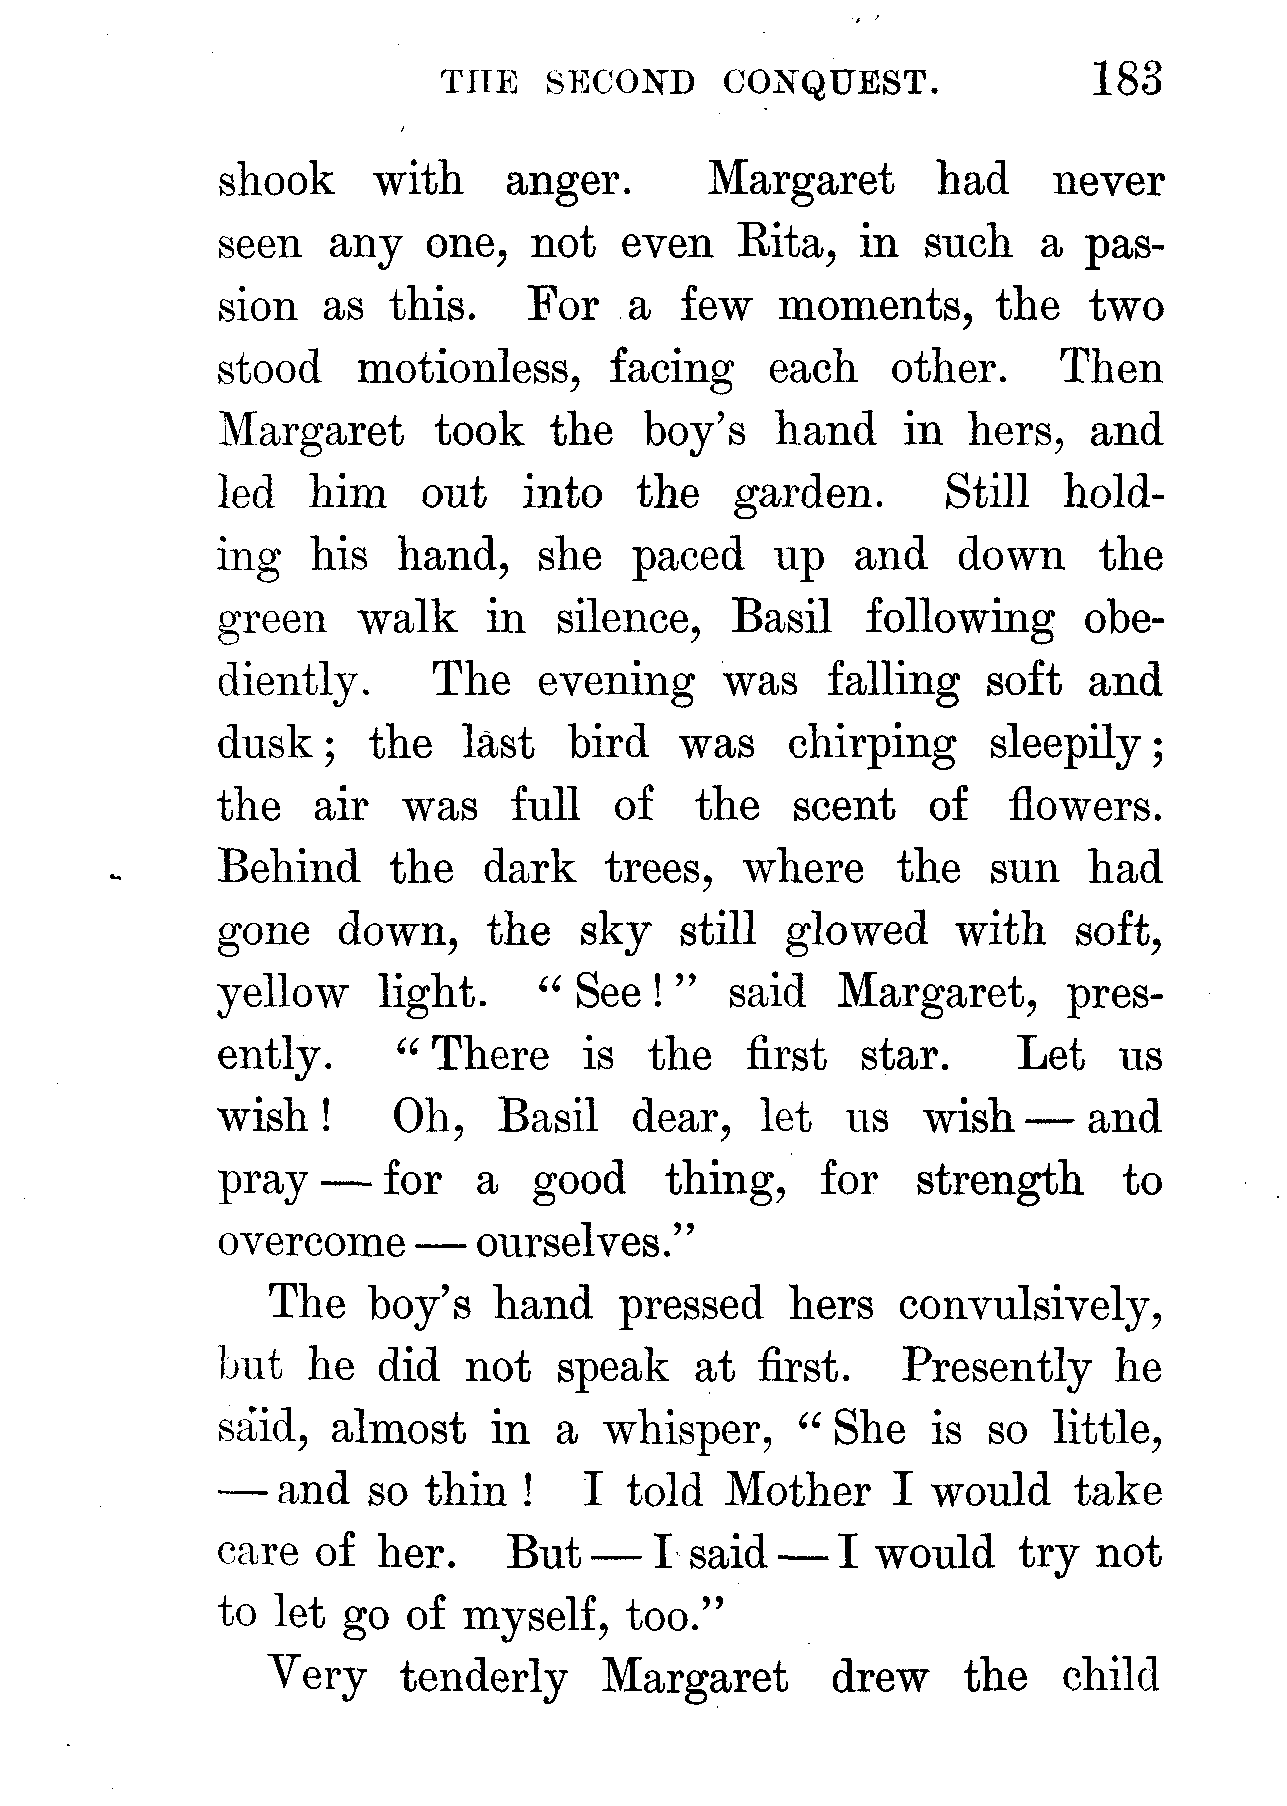 THE SECOND CONQUEST. 183
shook with anger. Margaret had never
seen any one, not even Rita, in such a pas-
sion as this. For a few moments, the two
stood motionless, facing each other. Then
Margaret took the boy's hand in hers, and
led him out into the garden. Still hold-
ing his hand, she paced up and down the
green walk in silence, Basil following obe-
diently. The evening was falling soft and
dusk; the last bird was chirping sleepily;
the air was full of the scent of flowers.
Behind the dark trees, where the sun had
gone down, the sky still glowed with soft,
yellow light. "See!" said Margaret, pres-
ently. "There is the first star. Let us
wish! Oh, Basil dear, let us wish — and
pray — for a good thing, for strength to
overcome — ourselves."
The boy's hand pressed hers convulsively,
but he did not speak at first. Presently he
said, almost in a whisper, "She is so little,
— and so thin! I told Mother I would take
care of her. But — I said — I would try not
to let go of myself, too."
Very tenderly Margaret drew the child